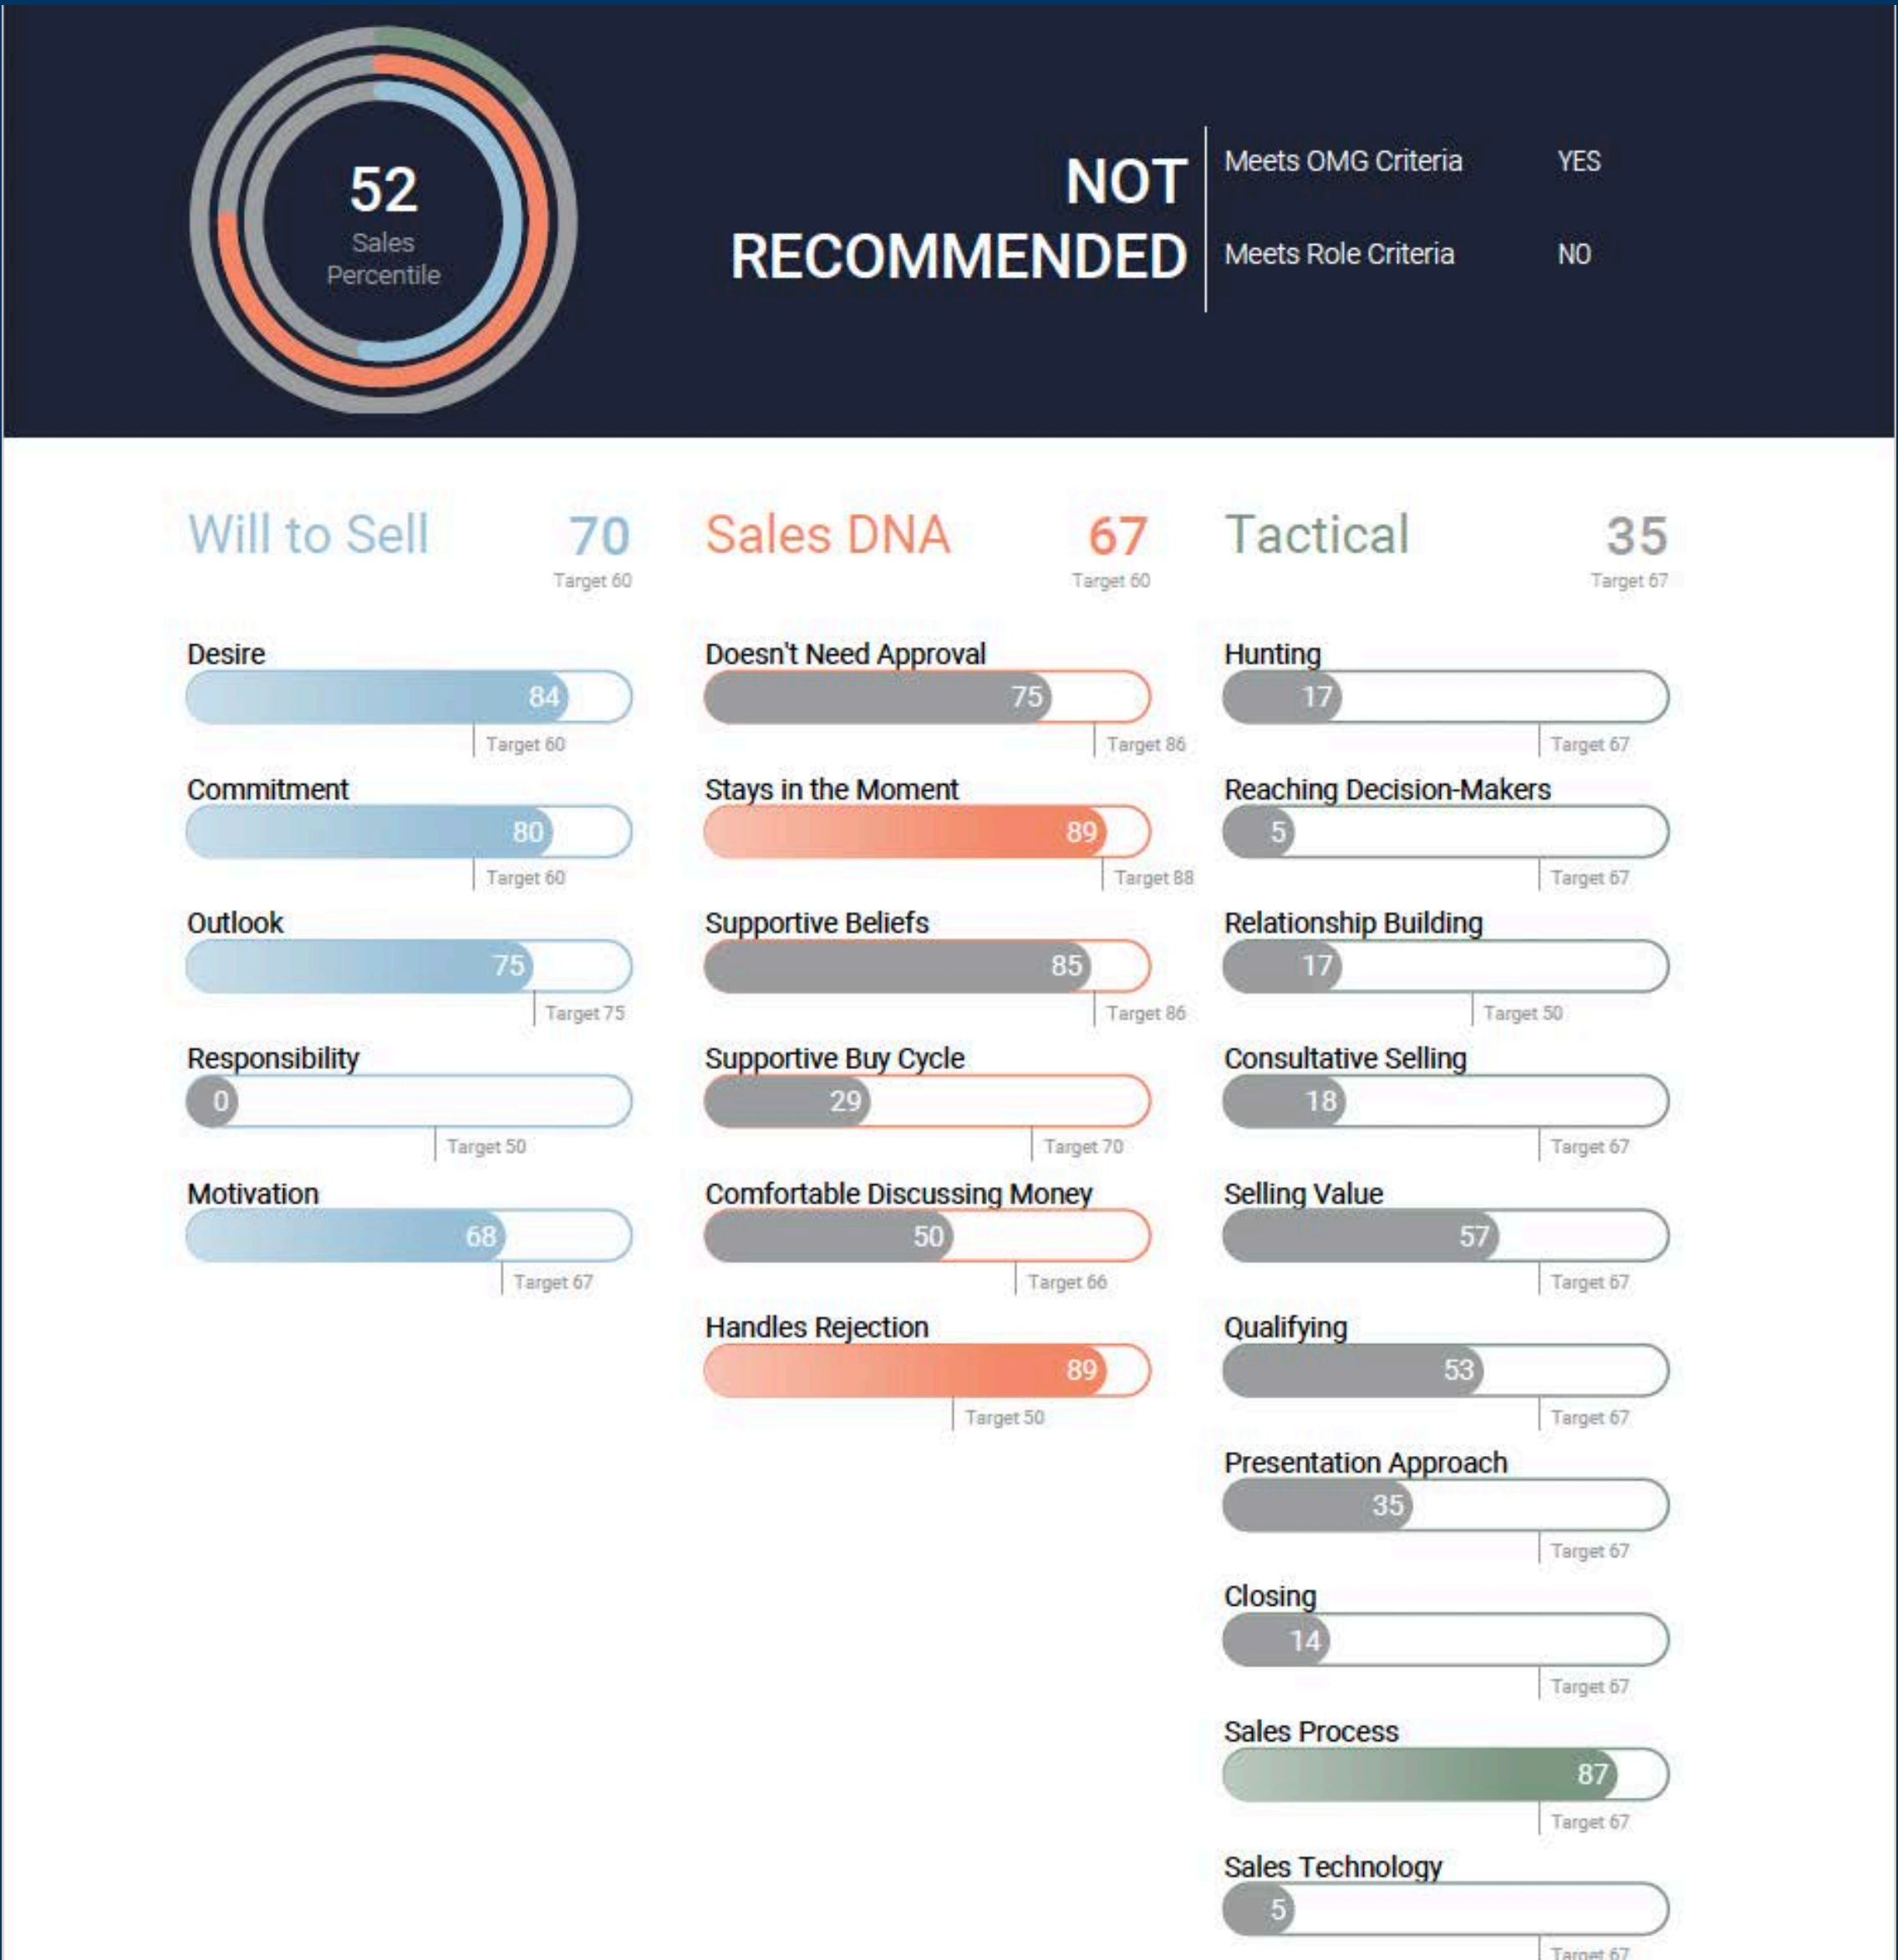 52
Sales
Percentile
NOT
RECOMMENDED
Meets OMG Criteria YES
Meets Role Criteria NO
Will to Sell 70
Target 60
Desire
84
Target 60
Commitment
80
Target 60
Outlook
75
Target 75
Responsibility
0
Target 50
Motivation
68
Target 67
Sales DNA 67
Target 60
Doesn't Need Approval
75
Target 86
Stays in the Moment
89
Target 88
Supportive Beliefs
85
Target 86
Supportive Buy Cycle
29
Target 70
Comfortable Discussing Money
50
Target 66
Handles Rejection
89
Target 50
Tactical 35
Target 67
Hunting
17
Target 67
Reaching Decision-Makers
5
Target 67
Relationship Building
17
Target 50
Consultative Selling
18
Target 67
Selling Value
57
Target 67
Qualifying
53
Target 67
Presentation Approach
35
Target 67
Closing
14
Target 67
Sales Process
87
Target 67
Sales Technology
5
Target 67